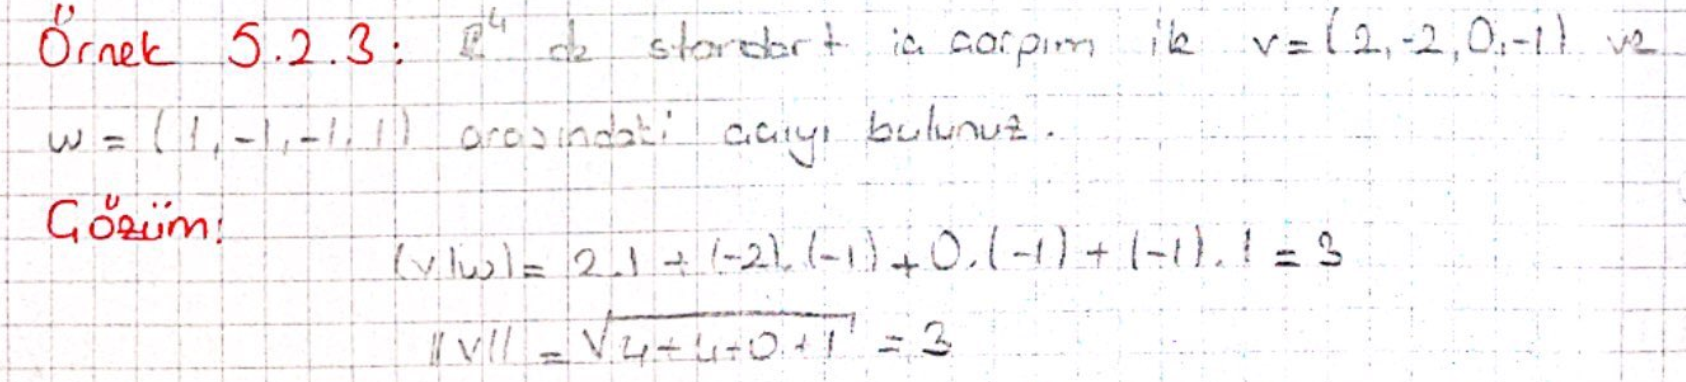 Örnek 5.2.3: R⁴ de standart iç çarpım ile v=(2,-2,0,-1) ve
w = (1,-1,-1,1) arasındaki açıyı bulunuz.
Çözüm:
(v|w) = 2.1 + (-2).(-1) + 0.(-1) + (-1).1 = 3
||v|| = √4+4+0+1 = 3